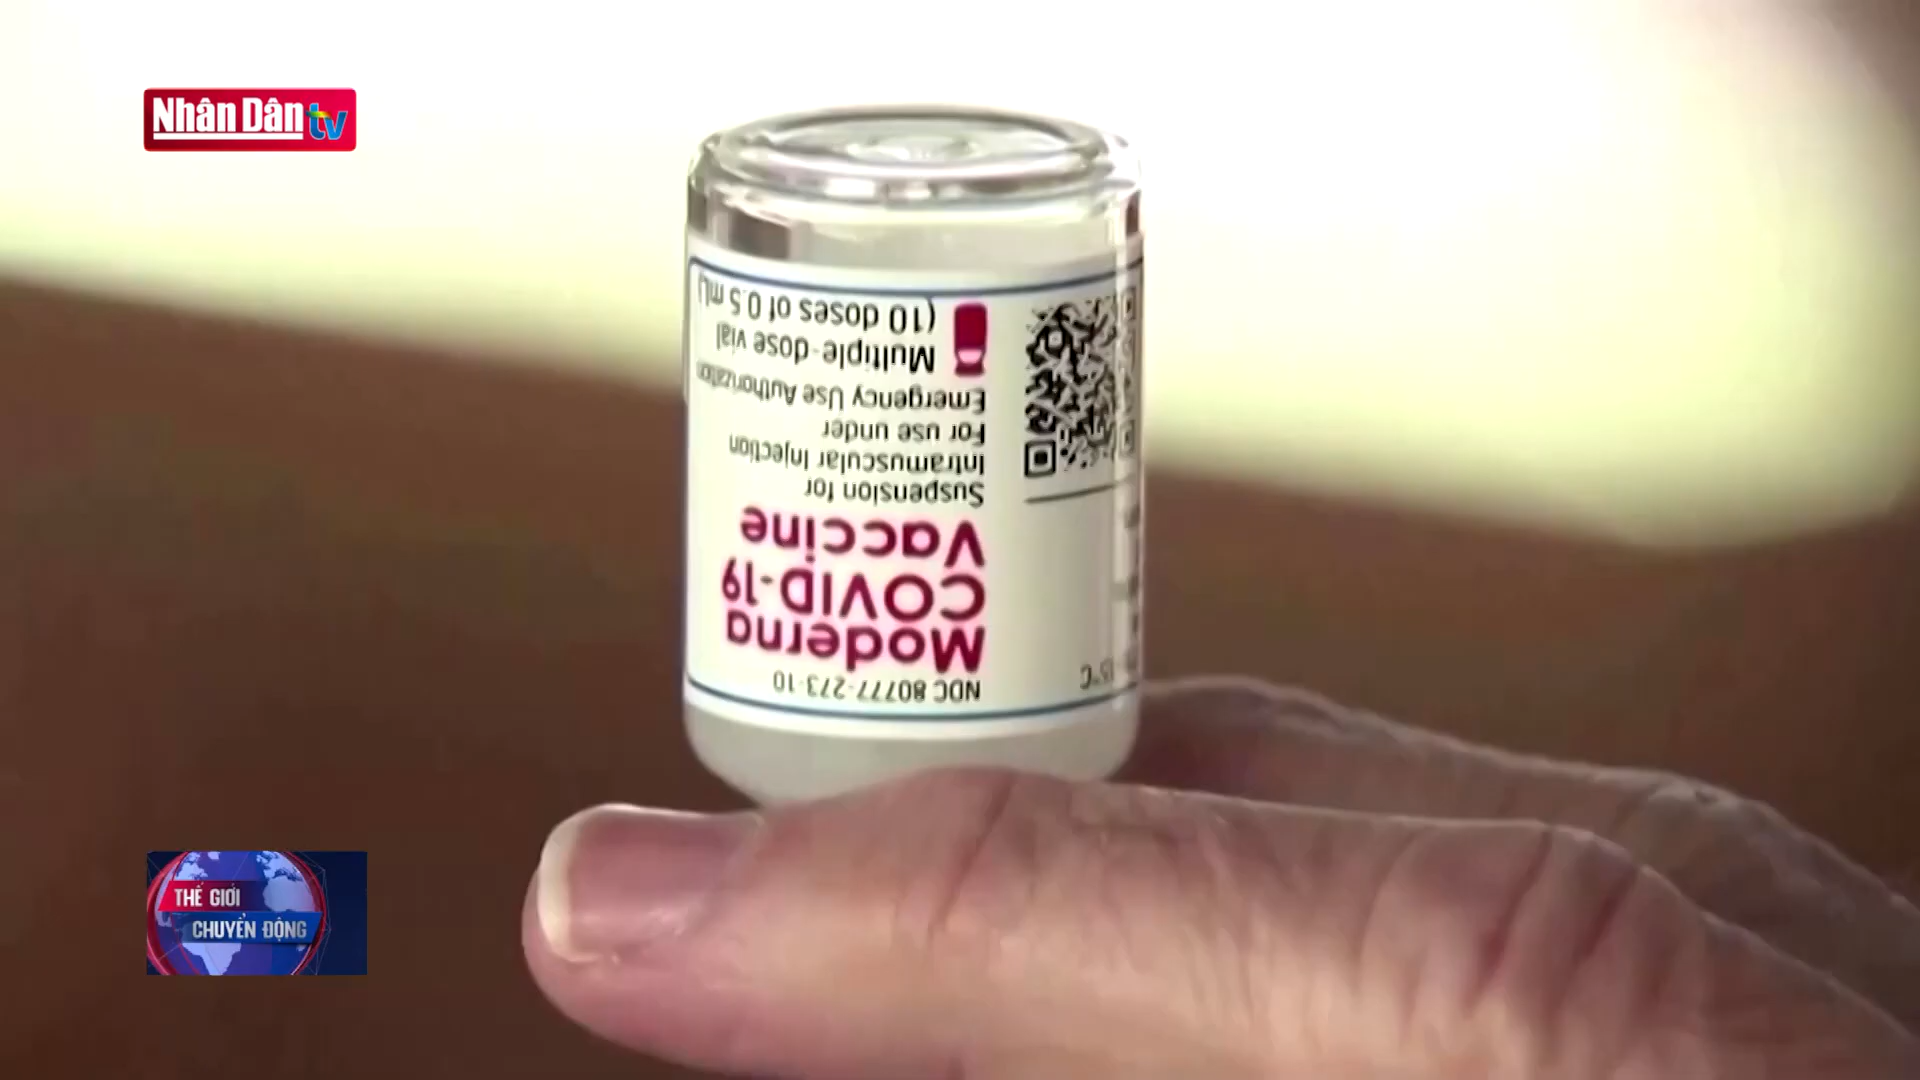 Nhân Dân tv
NDC 80777-273-10
Moderna
COVID-19
Vaccine
Suspension for
Intramuscular Injection
For use under
Emergency Use Authorization
Multiple-dose vial
(10 doses of 0.5 mL)
THẾ GIỚI
CHUYỂN ĐỘNG